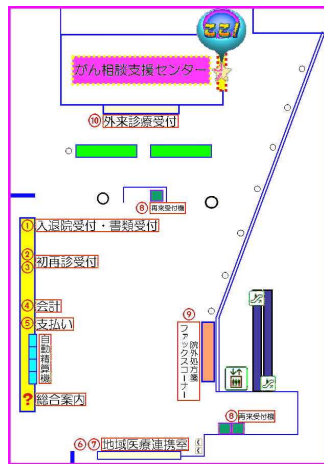 ここ!
がん相談支援センター
⑩外来診療受付
⑧再来受付機
①入退院受付・書類受付
②
③初再診受付
④会計
⑤支払い
自動精算機
?総合案内
⑨
院外処方箋
ファックスコーナー
⑧再来受付機
⑥⑦地域医療連携室